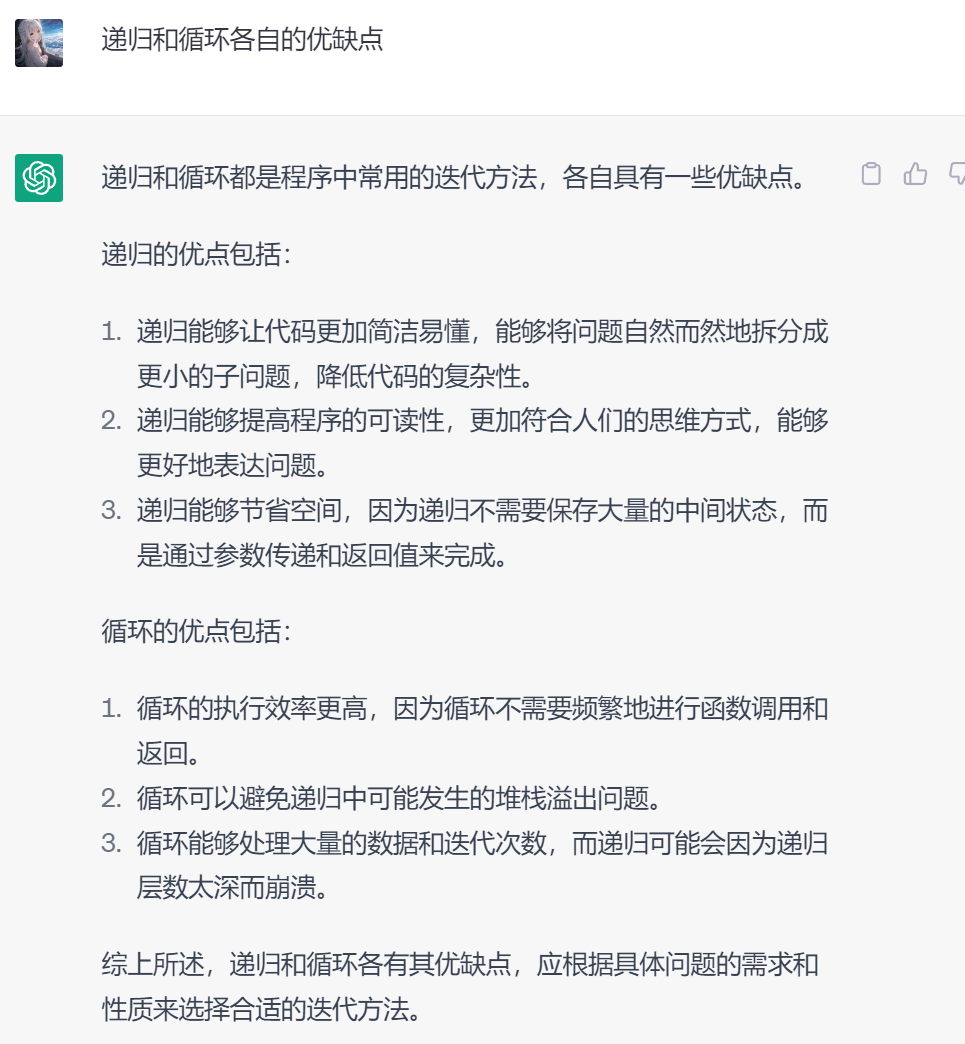 递归和循环各自的优缺点
递归和循环都是程序中常用的迭代方法，各自具有一些优缺点。
递归的优点包括：
1. 递归能够让代码更加简洁易懂，能够将问题自然而然地拆分成
更小的子问题，降低代码的复杂性。
2. 递归能够提高程序的可读性，更加符合人们的思维方式，能够
更好地表达问题。
3. 递归能够节省空间，因为递归不需要保存大量的中间状态，而
是通过参数传递和返回值来完成。
循环的优点包括：
1. 循环的执行效率更高，因为循环不需要频繁地进行函数调用和
返回。
2. 循环可以避免递归中可能发生的堆栈溢出问题。
3. 循环能够处理大量的数据和迭代次数，而递归可能会因为递归
层数太深而崩溃。
综上所述，递归和循环各有其优缺点，应根据具体问题的需求和
性质来选择合适的迭代方法。